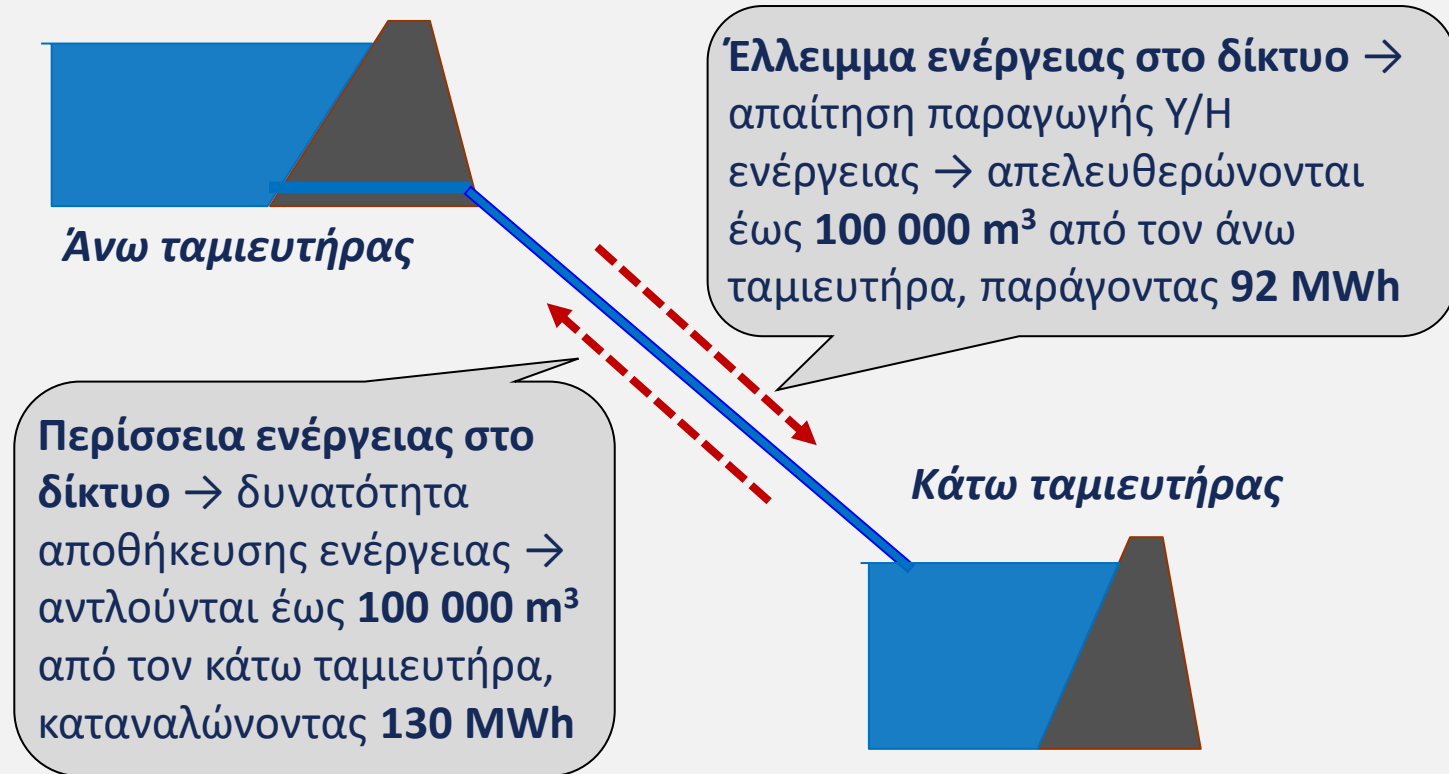 Έλλειμμα ενέργειας στο δίκτυο →
απαίτηση παραγωγής Υ/Η
ενέργειας → απελευθερώνονται
έως 100 000 m³ από τον άνω
ταμιευτήρα, παράγοντας 92 MWh
Άνω ταμιευτήρας
Περίσσεια ενέργειας στο
δίκτυο → δυνατότητα
αποθήκευσης ενέργειας →
αντλούνται έως 100 000 m³
από τον κάτω ταμιευτήρα,
καταναλώνοντας 130 MWh
Κάτω ταμιευτήρας